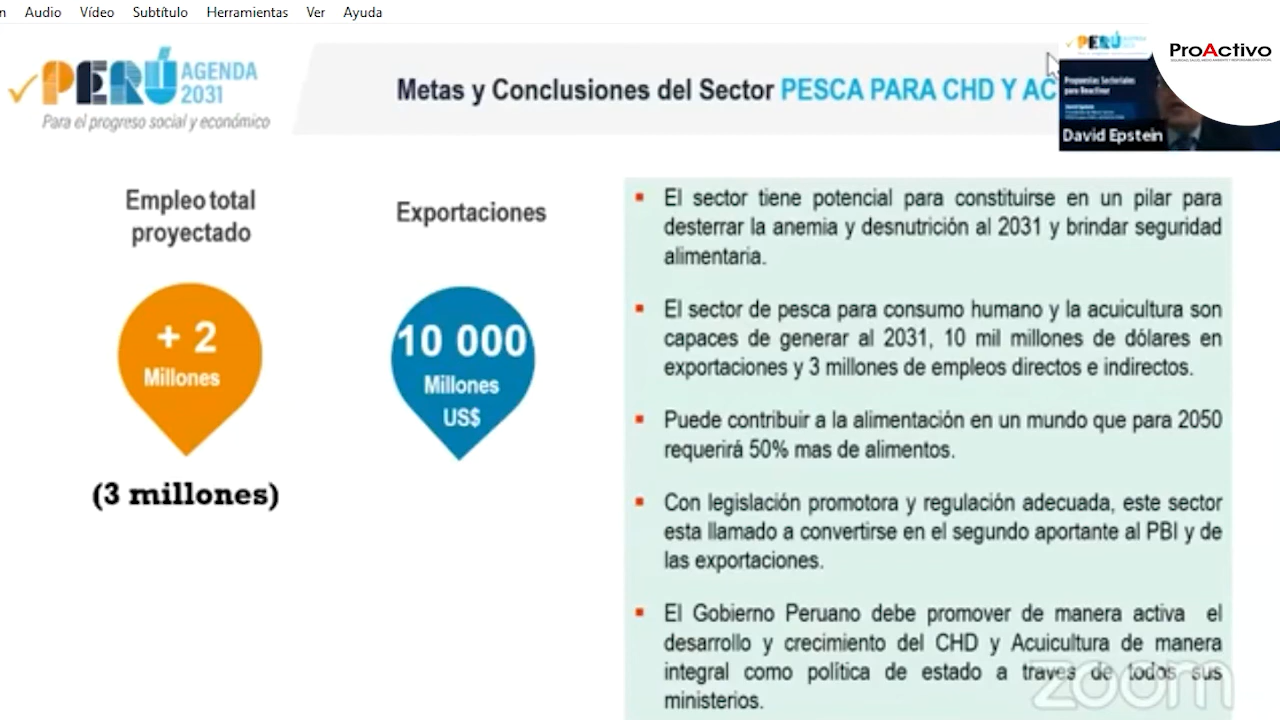 n Audio Vídeo Subtítulo Herramientas Ver Ayuda
PERÚ AGENDA
2031
Para el progreso social y económico
Metas y Conclusiones del Sector PESCA PARA CHD Y AC
PERÚ
Propuestas Sectoriales
para Reactivar
David Epstein
ProActivo
Empleo total
proyectado
+ 2
Millones
(3 millones)
Exportaciones
10 000
Millones
US$
▪ El sector tiene potencial para constituirse en un pilar para
desterrar la anemia y desnutrición al 2031 y brindar seguridad
alimentaria.
▪ El sector de pesca para consumo humano y la acuicultura son
capaces de generar al 2031, 10 mil millones de dólares en
exportaciones y 3 millones de empleos directos e indirectos.
▪ Puede contribuir a la alimentación en un mundo que para 2050
requerirá 50% mas de alimentos.
▪ Con legislación promotora y regulación adecuada, este sector
esta llamado a convertirse en el segundo aportante al PBI y de
las exportaciones.
▪ El Gobierno Peruano debe promover de manera activa el
desarrollo y crecimiento del CHD y Acuicultura de manera
integral como política de estado a traves de todos sus
ministerios.
zoom